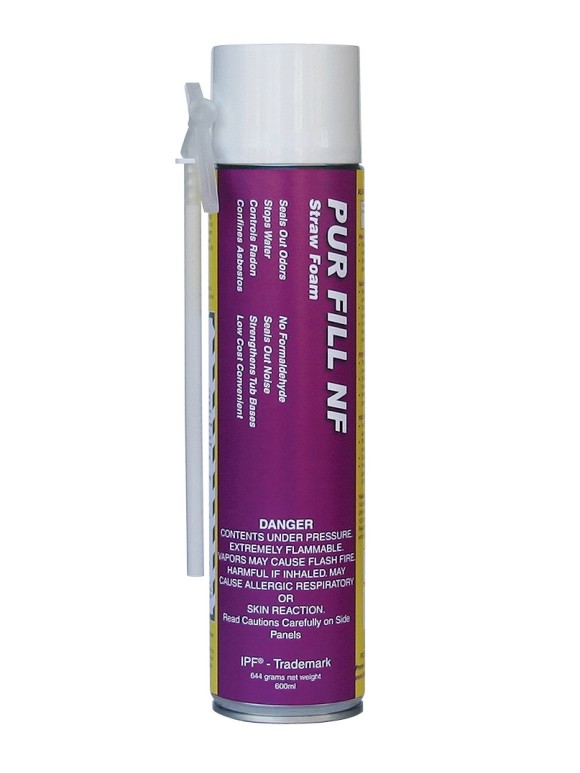 PUR FILL NF
Straw Foam
Seals Out Odors
Stops Water
Controls Radon
Confines Asbestos
No Formaldehyde
Seals Out Noise
Strengthens Tub Bases
Low Cost Convenient
DANGER
CONTENTS UNDER PRESSURE.
EXTREMELY FLAMMABLE.
VAPORS MAY CAUSE FLASH FIRE.
HARMFUL IF INHALED. MAY
CAUSE ALLERGIC RESPIRATORY
OR
SKIN REACTION.
Read Cautions Carefully on Side
Panels
IPF® - Trademark
644 grams net weight
600ml